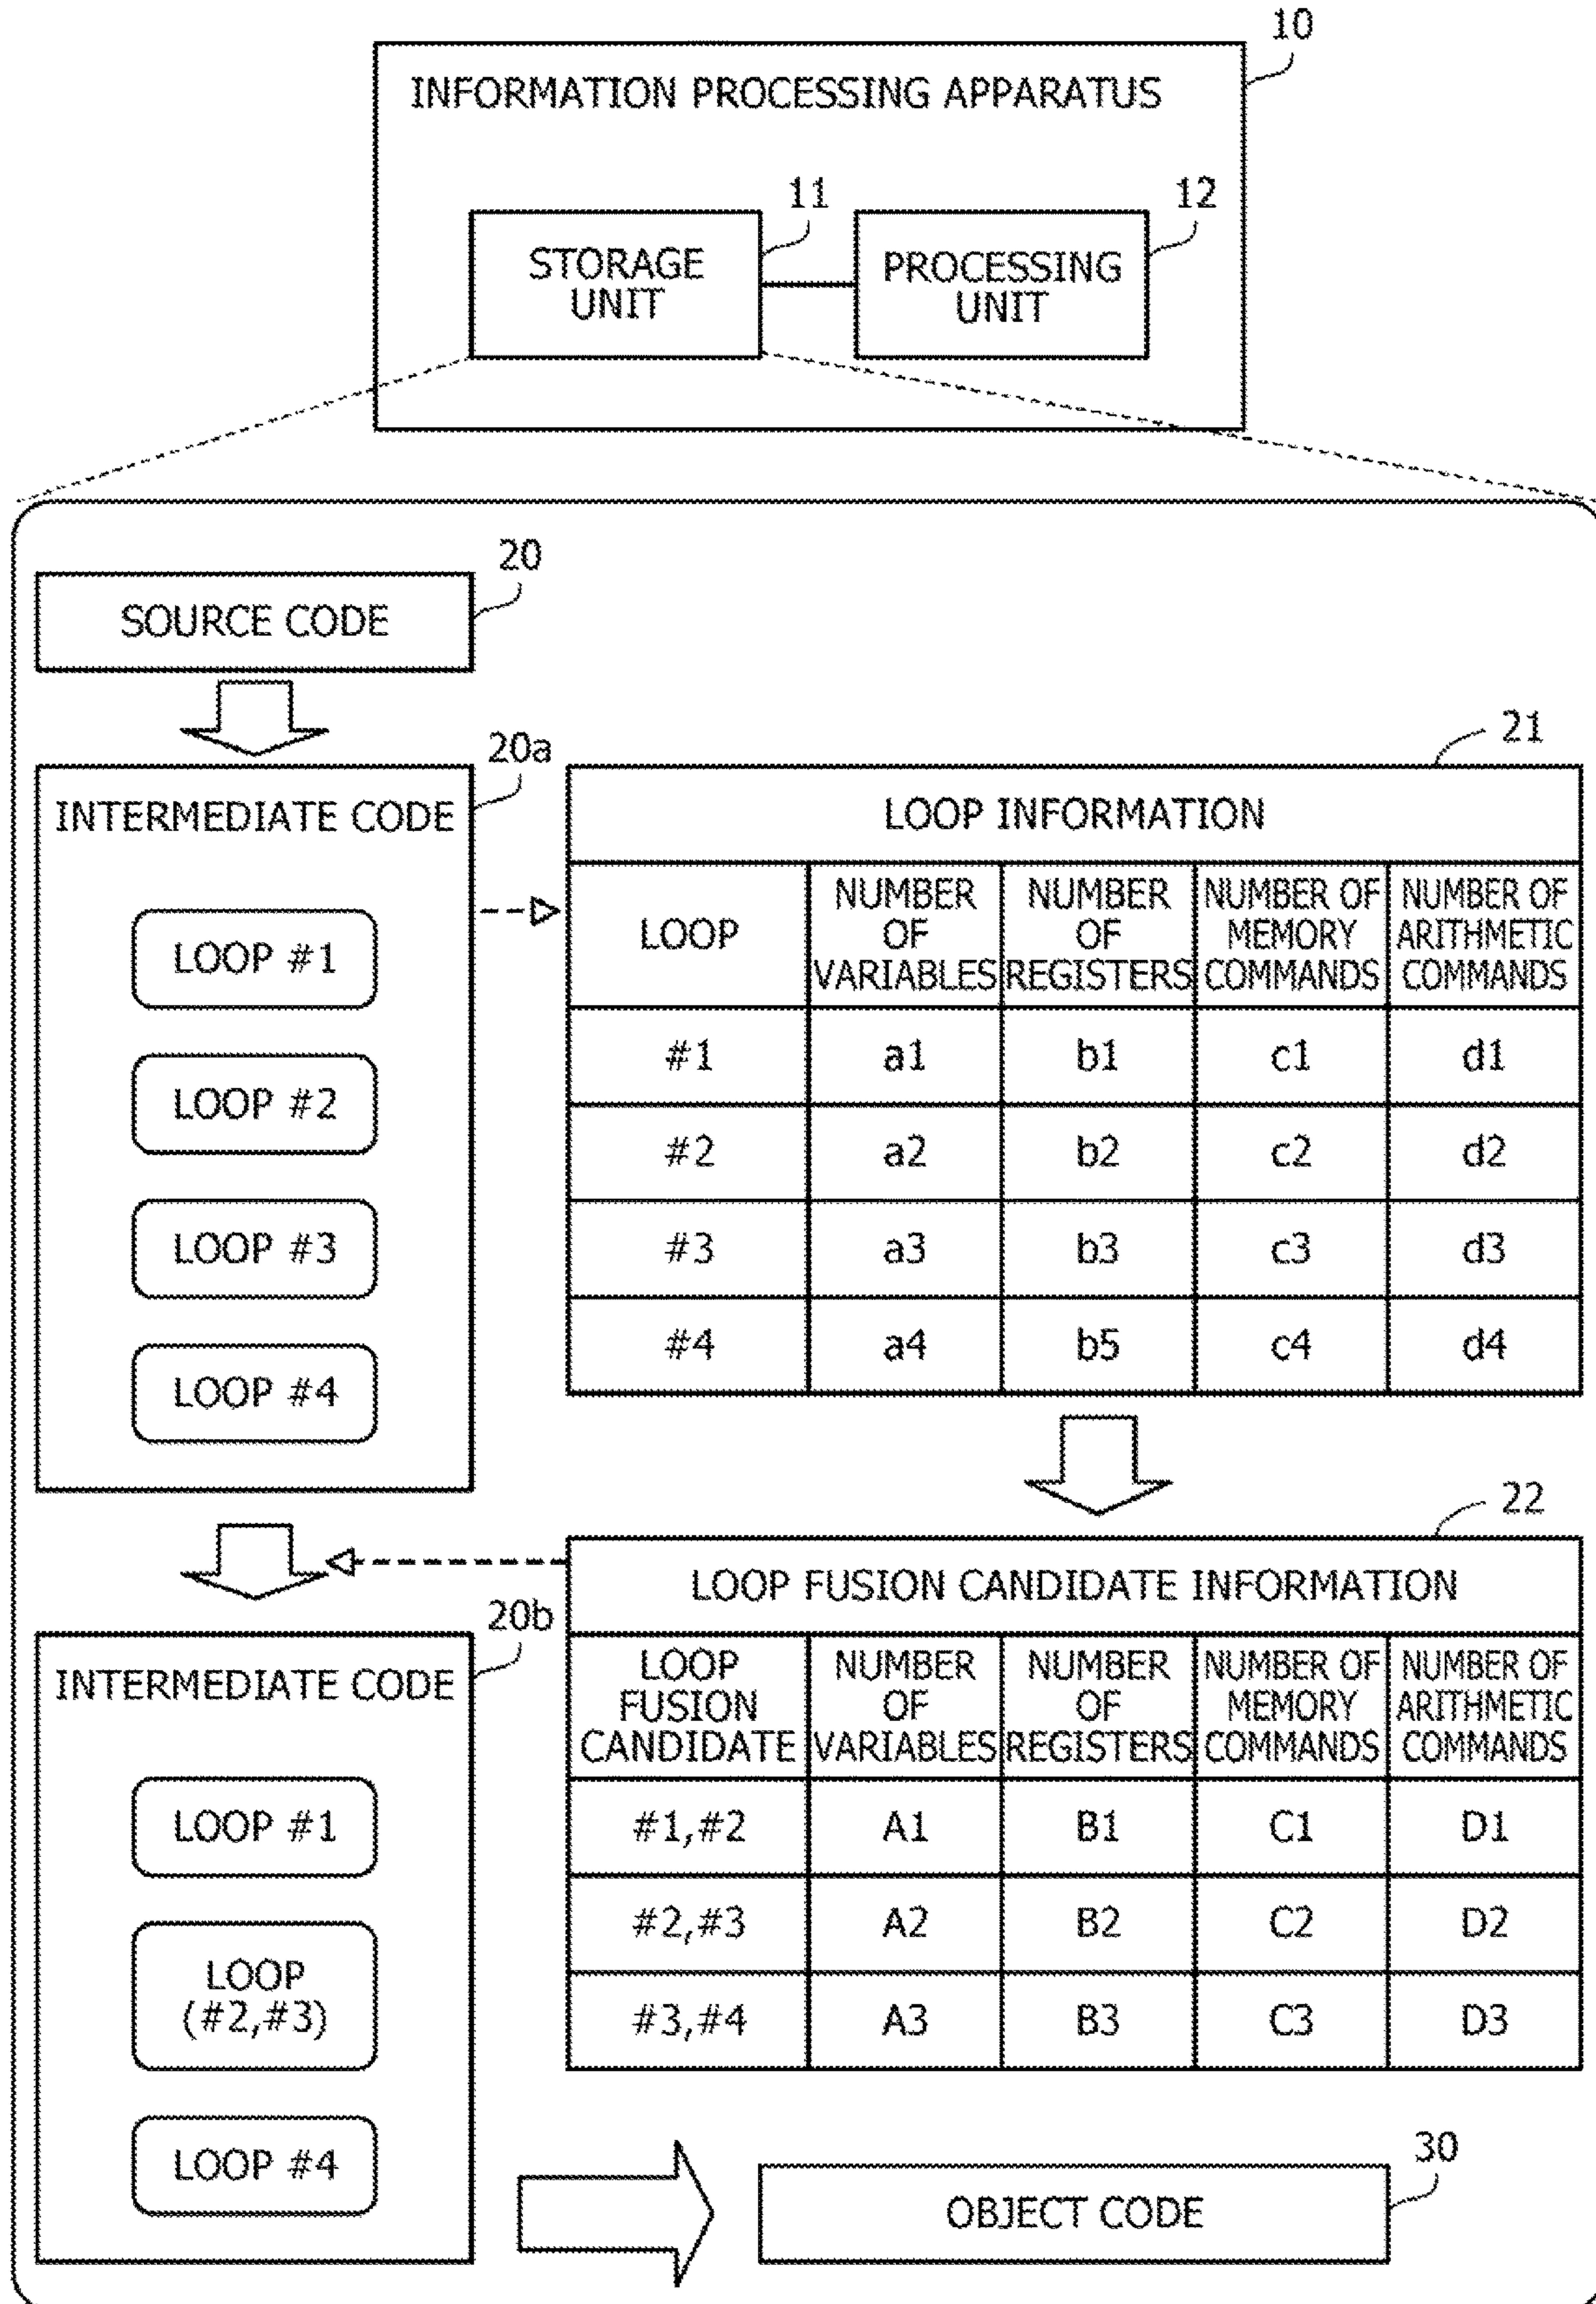 10
INFORMATION PROCESSING APPARATUS
11
12
STORAGE
UNIT
PROCESSING
UNIT
20
SOURCE CODE
20a
INTERMEDIATE CODE
LOOP #1
LOOP #2
LOOP #3
LOOP #4
21
LOOP INFORMATION
LOOP
NUMBER
OF
VARIABLES
NUMBER
OF
REGISTERS
NUMBER OF
MEMORY
COMMANDS
NUMBER OF
ARITHMETIC
COMMANDS
#1 a1 b1 c1 d1
#2 a2 b2 c2 d2
#3 a3 b3 c3 d3
#4 a4 b5 c4 d4
22
LOOP FUSION CANDIDATE INFORMATION
LOOP
FUSION
CANDIDATE
NUMBER
OF
VARIABLES
NUMBER
OF
REGISTERS
NUMBER OF
MEMORY
COMMANDS
NUMBER OF
ARITHMETIC
COMMANDS
#1,#2 A1 B1 C1 D1
#2,#3 A2 B2 C2 D2
#3,#4 A3 B3 C3 D3
20b
INTERMEDIATE CODE
LOOP #1
LOOP
(#2,#3)
LOOP #4
30
OBJECT CODE